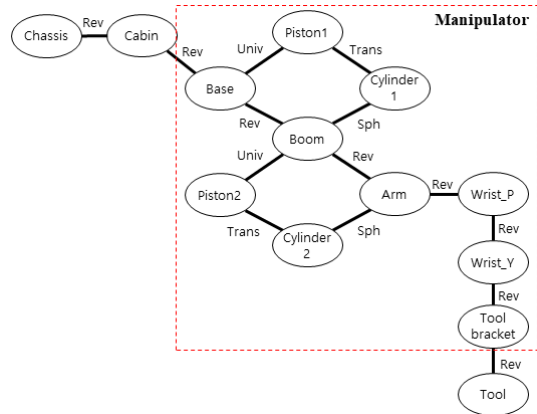 Manipulator
Chassis
Rev
Cabin
Rev
Univ
Piston1
Trans
Base
Cylinder
1
Rev
Boom
Sph
Univ
Rev
Piston2
Arm
Rev
Wrist_P
Trans
Cylinder
2
Sph
Rev
Wrist_Y
Rev
Tool
bracket
Rev
Tool